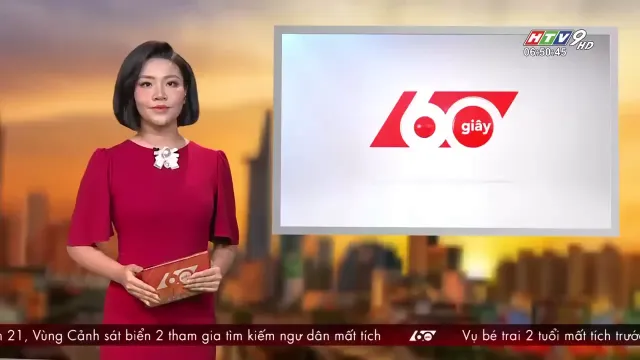 HTV9 HD
06:50:45
60 giây
60
21, Vùng Cảnh sát biển 2 tham gia tìm kiếm ngư dân mất tích 60 Vụ bé trai 2 tuổi mất tích trước